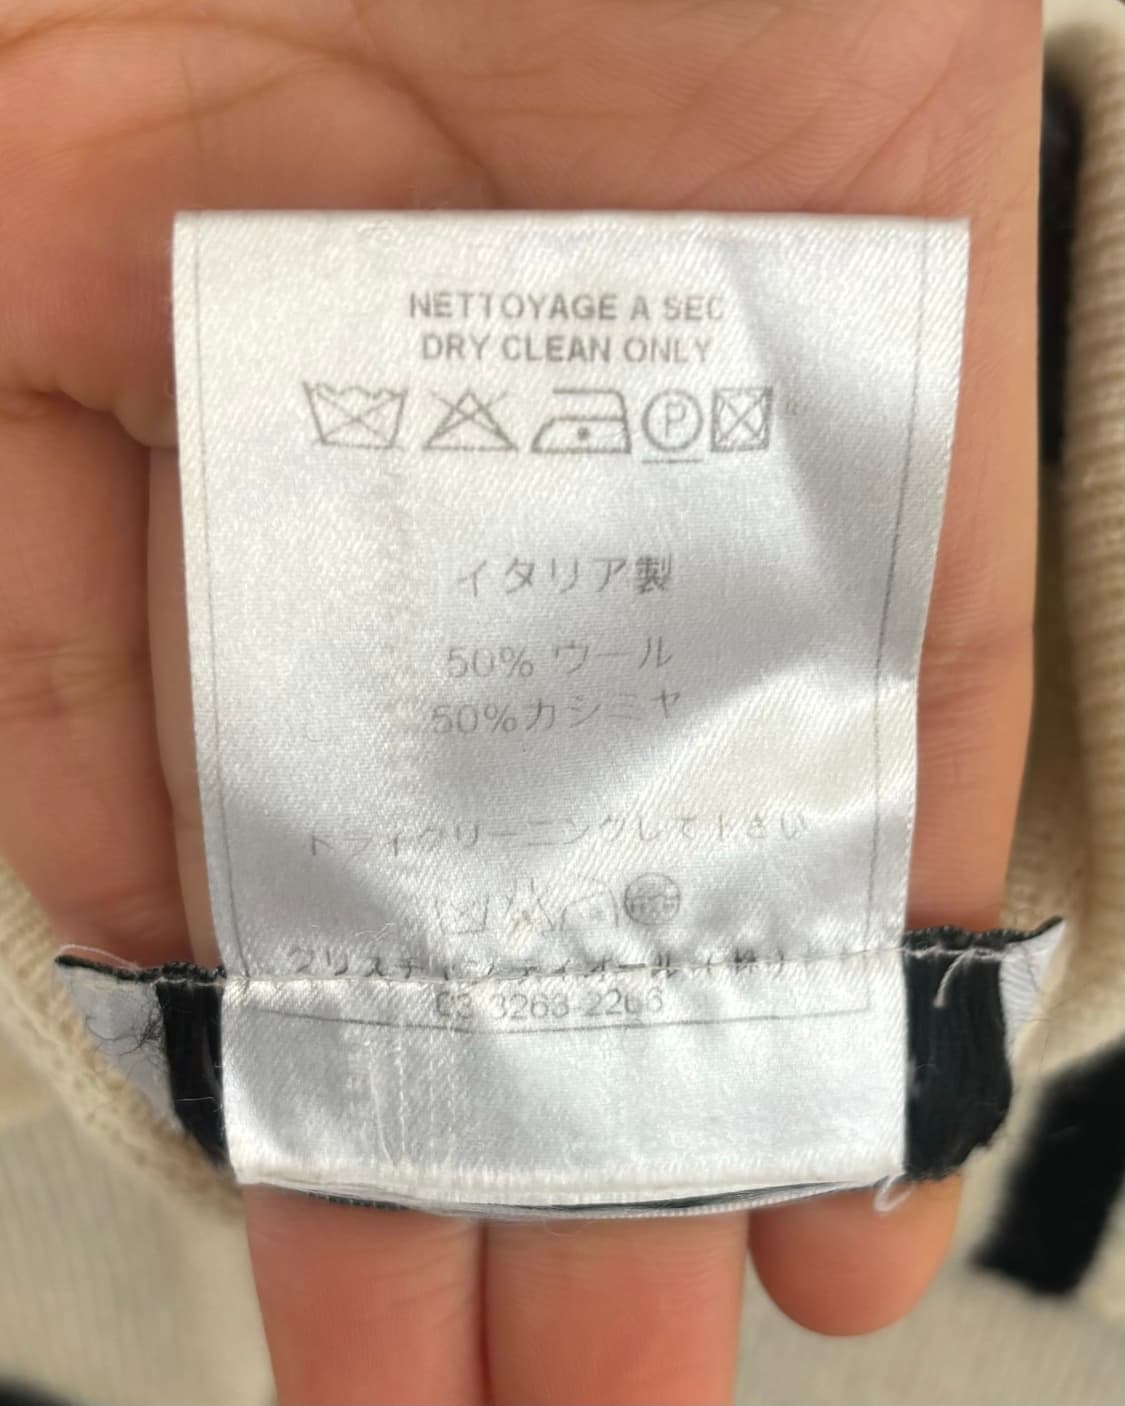 NETTOYAGE A SEC
DRY CLEAN ONLY
P
イタリア製
50% ウール
50%カシミヤ
ドライクリーニングして下さい
クリスチャンディオール(株)
03 3263-2266